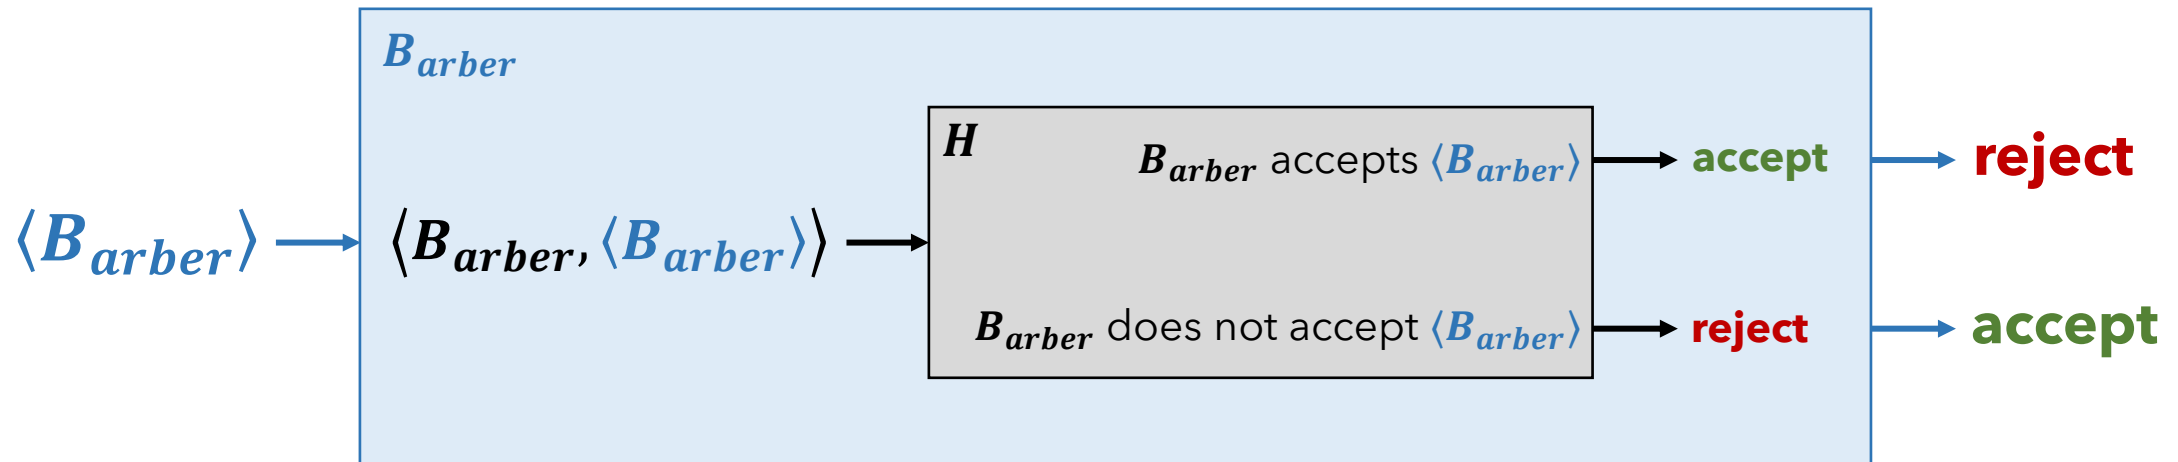 B_arber
H
B_arber accepts ⟨B_arber⟩ accept reject
⟨B_arber⟩ ⟨B_arber, ⟨B_arber⟩⟩
B_arber does not accept ⟨B_arber⟩ reject accept